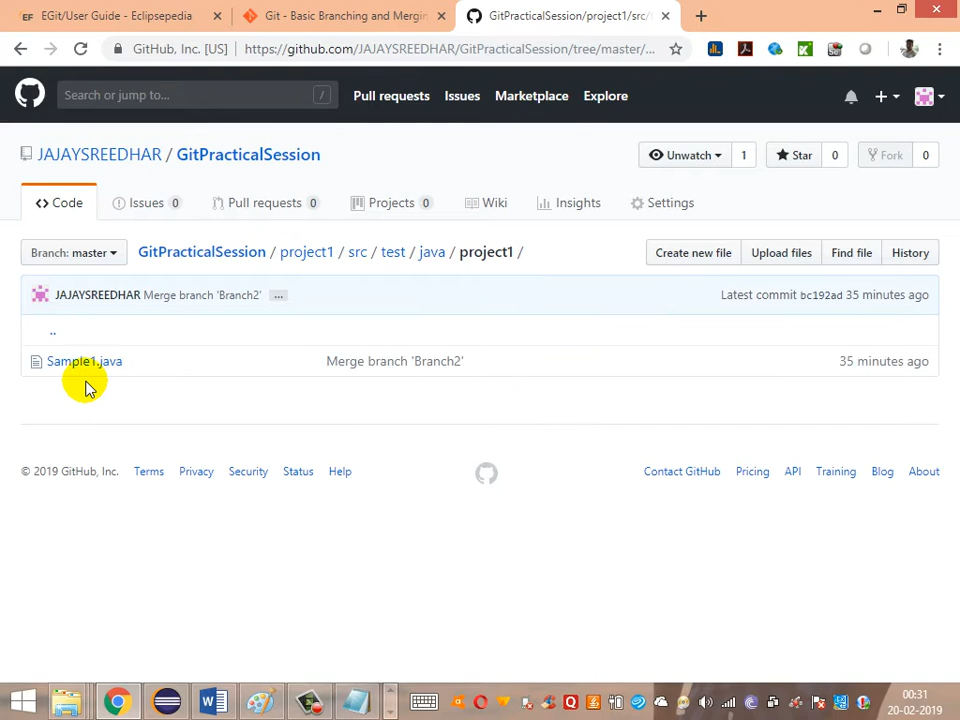 EGit/User Guide - Eclipsepedia
Git - Basic Branching and Mergin
GitPracticalSession/project1/src/
GitHub, Inc. [US] https://github.com/JAJAYSREEDHAR/GitPracticalSession/tree/master/...
Search or jump to... / Pull requests Issues Marketplace Explore
JAJAYSREEDHAR / GitPracticalSession
Unwatch 1 Star 0 Fork 0
Code Issues 0 Pull requests 0 Projects 0 Wiki Insights Settings
Branch: master GitPracticalSession / project1 / src / test / java / project1 / Create new file Upload files Find file History
JAJAYSREEDHAR Merge branch 'Branch2' ... Latest commit bc192ad 35 minutes ago
..
Sample1.java Merge branch 'Branch2' 35 minutes ago
© 2019 GitHub, Inc. Terms Privacy Security Status Help Contact GitHub Pricing API Training Blog About
00:31
20-02-2019